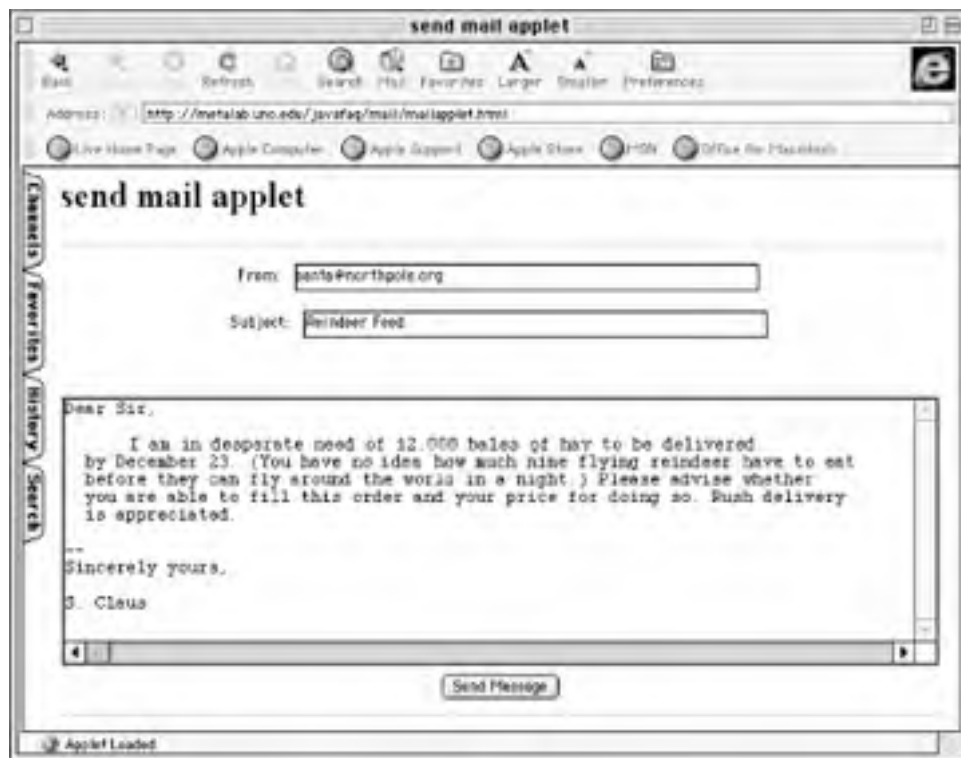 send mail applet
Back Refresh Search Mail Favorites Larger Smaller Preferences
Address: http://metalab.unc.edu/javafaq/mail/mailapplet.html
Live Home Page Apple Computer Apple Support Apple Store MSN Office for Macintosh
Channels
Favorites
History
Search
send mail applet
From: santa@northpole.org
Subject: Reindeer Feed
Dear Sir,
I am in desperate need of 12,000 bales of hay to be delivered
by December 23. (You have no idea how much nine flying reindeer have to eat
before they can fly around the world in a night.) Please advise whether
you are able to fill this order and your price for doing so. Rush delivery
is appreciated.
--
Sincerely yours,
S. Claus
Send Message
Applet Loaded